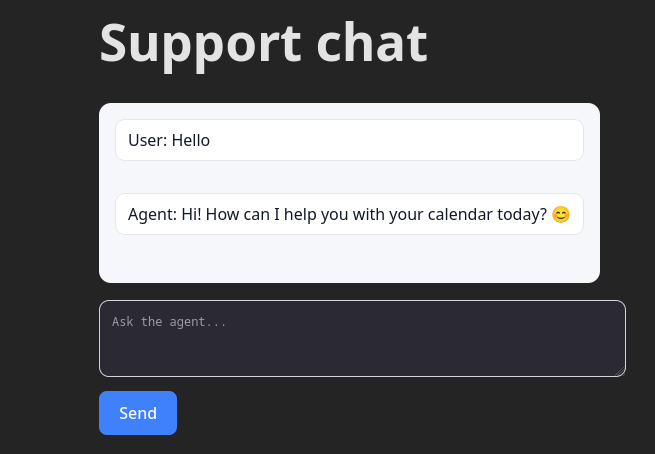 Support chat
User: Hello
Agent: Hi! How can I help you with your calendar today? 😊
Ask the agent...
Send